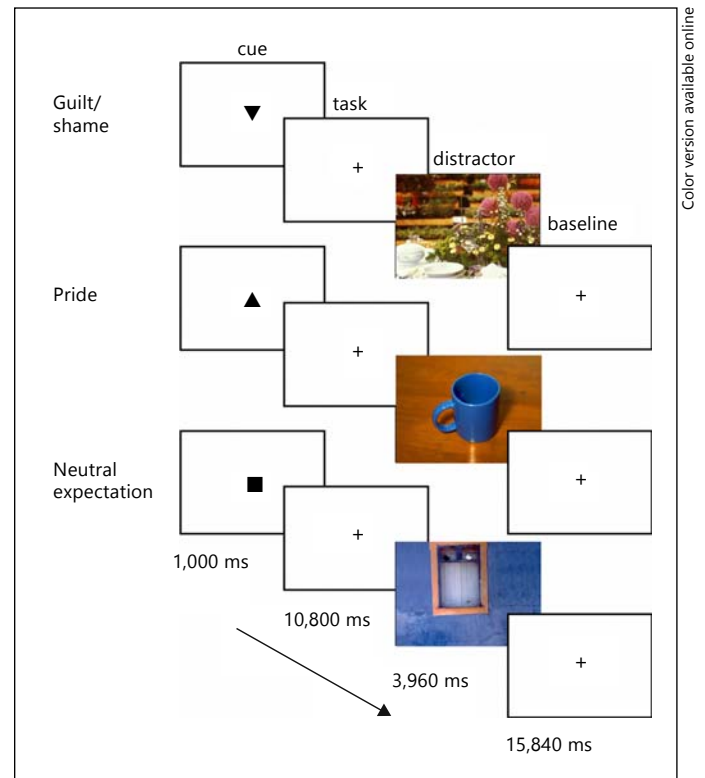 Color version available online
cue
Guilt/
shame
task
+
distractor
baseline
+
Pride
+
+
Neutral
expectation
+
+
1,000 ms
10,800 ms
+
3,960 ms
15,840 ms